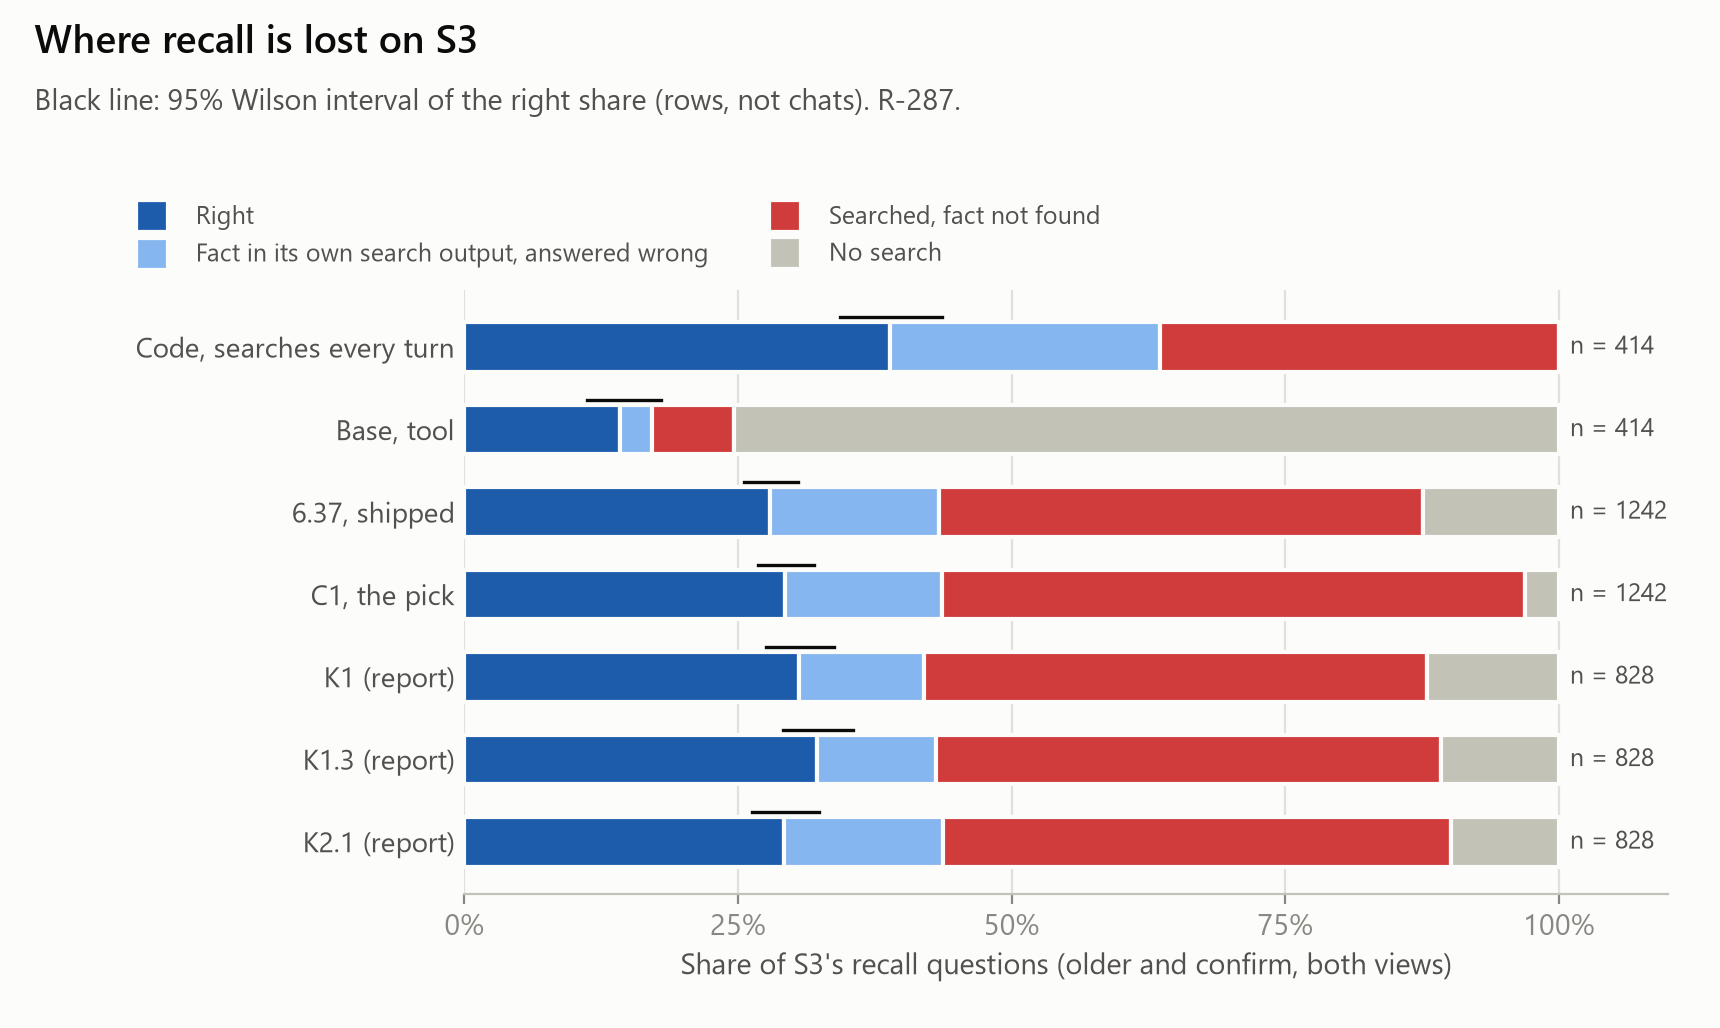 Where recall is lost on S3
Black line: 95% Wilson interval of the right share (rows, not chats). R-287.
Right
Searched, fact not found
Fact in its own search output, answered wrong
No search
Code, searches every turn
n = 414
Base, tool
n = 414
6.37, shipped
n = 1242
C1, the pick
n = 1242
K1 (report)
n = 828
K1.3 (report)
n = 828
K2.1 (report)
n = 828
0%
25%
50%
75%
100%
Share of S3's recall questions (older and confirm, both views)